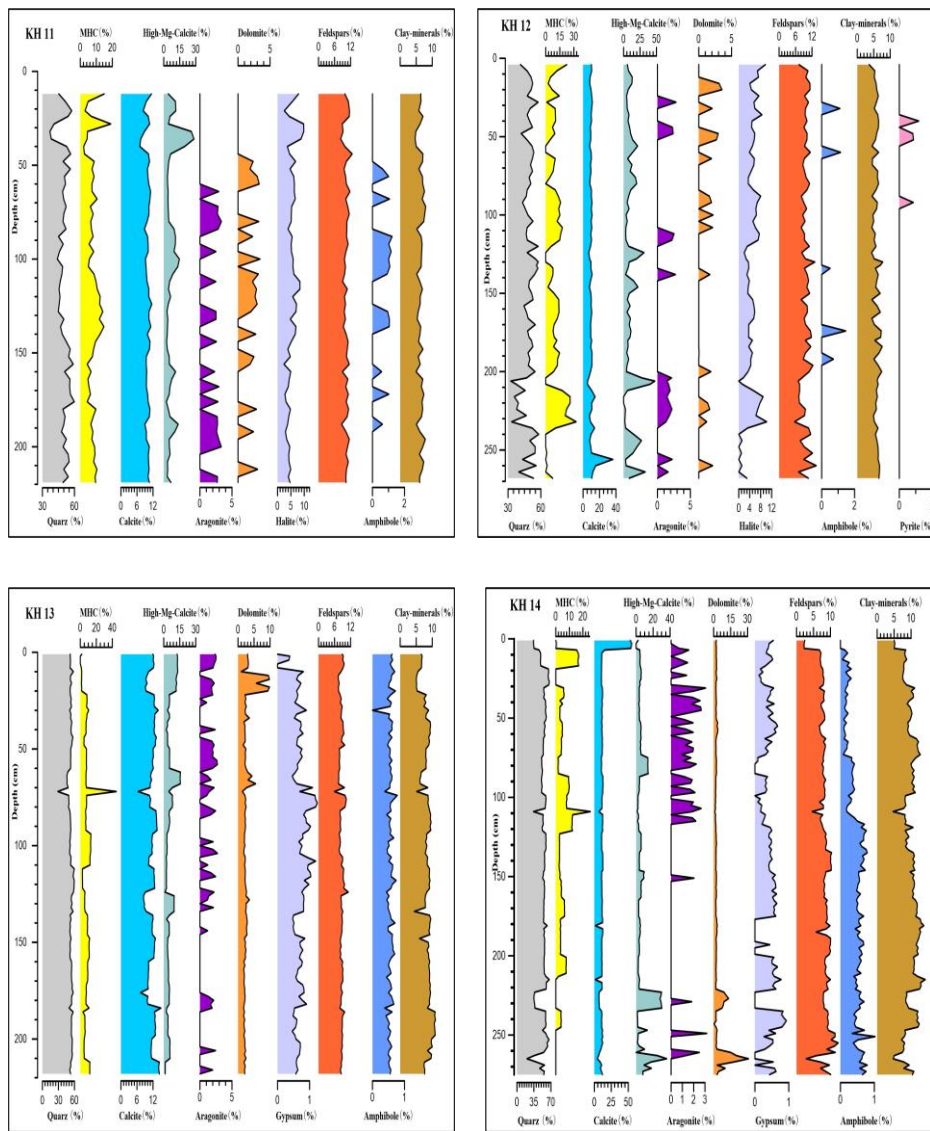 KH 11
MHC (%) High-Mg-Calcite (%) Dolomite (%) Feldspars (%) Clay-minerals (%)
0 10 20 0 15 30 0 5 0 6 12 0 5 10
Depth (cm)
0
50
100
150
200
30 60 0 6 12 0 5 0 5 10 0 2
Quarz (%) Calcite (%) Aragonite (%) Halite (%) Amphibole (%)
KH 12
MHC (%) High-Mg-Calcite (%) Dolomite (%) Feldspars (%) Clay-minerals (%)
0 15 30 0 25 50 0 5 0 6 12 0 5 10
Depth (cm)
0
50
100
150
200
250
30 60 0 20 40 0 5 0 4 8 12 0 2 0
Quarz (%) Calcite (%) Aragonite (%) Halite (%) Amphibole (%) Pyrite (%)
KH 13
MHC (%) High-Mg-Calcite (%) Dolomite (%) Feldspars (%) Clay-minerals (%)
0 20 40 0 15 30 0 5 10 0 6 12 0 5 10
Depth (cm)
0
50
100
150
200
0 30 60 0 6 12 0 5 0 1 0 1
Quarz (%) Calcite (%) Aragonite (%) Gypsum (%) Amphibole (%)
KH 14
MHC (%) High-Mg-Calcite (%) Dolomite (%) Feldspars (%) Clay-minerals (%)
0 10 20 0 20 40 0 15 30 0 5 10 0 5 10
Depth (cm)
0
50
100
150
200
250
0 35 70 0 25 50 0 1 2 3 0 1 0 1
Quarz (%) Calcite (%) Aragonite (%) Gypsum (%) Amphibole (%)